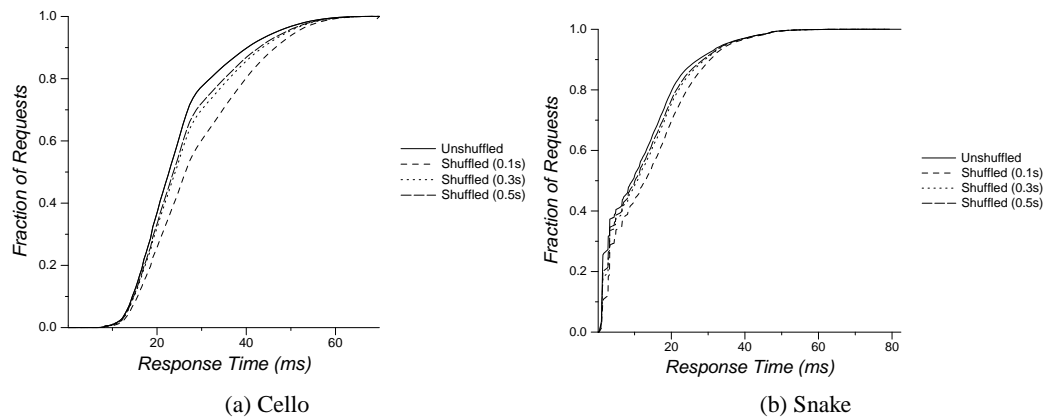 1.0
0.8
0.6
0.4
0.2
0.0
Fraction of Requests
20 40 60
Response Time (ms)
Unshuffled
Shuffled (0.1s)
Shuffled (0.3s)
Shuffled (0.5s)
(a) Cello
1.0
0.8
0.6
0.4
0.2
0.0
Fraction of Requests
20 40 60 80
Response Time (ms)
Unshuffled
Shuffled (0.1s)
Shuffled (0.3s)
Shuffled (0.5s)
(b) Snake